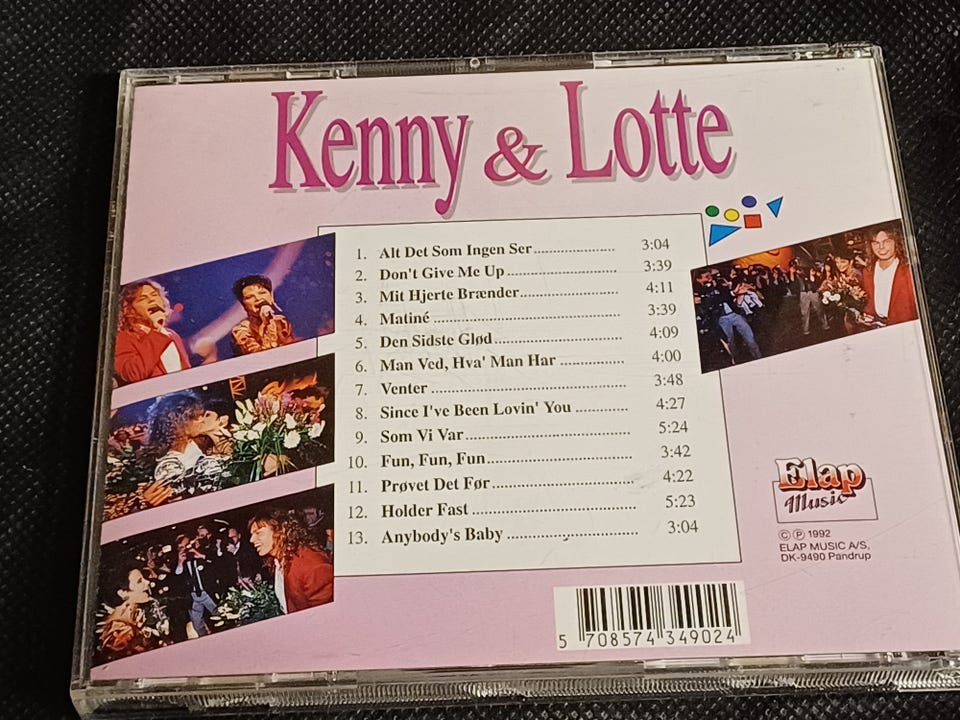 Kenny & Lotte
1. Alt Det Som Ingen Ser.................... 3:04
2. Don't Give Me Up............................ 3:39
3. Mit Hjerte Brænder......................... 4:11
4. Matiné ................................................ 3:39
5. Den Sidste Glød................................ 4:09
6. Man Ved, Hva' Man Har ................ 4:00
7. Venter ................................................. 3:48
8. Since I've Been Lovin' You ............. 4:27
9. Som Vi Var.......................................... 5:24
10. Fun, Fun, Fun..................................... 3:42
11. Prøvet Det Før..................................... 4:22
12. Holder Fast ......................................... 5:23
13. Anybody's Baby ................................. 3:04
Elap
Music
© ℗ 1992
ELAP MUSIC A/S,
DK-9490 Pandrup
5 708574 349024